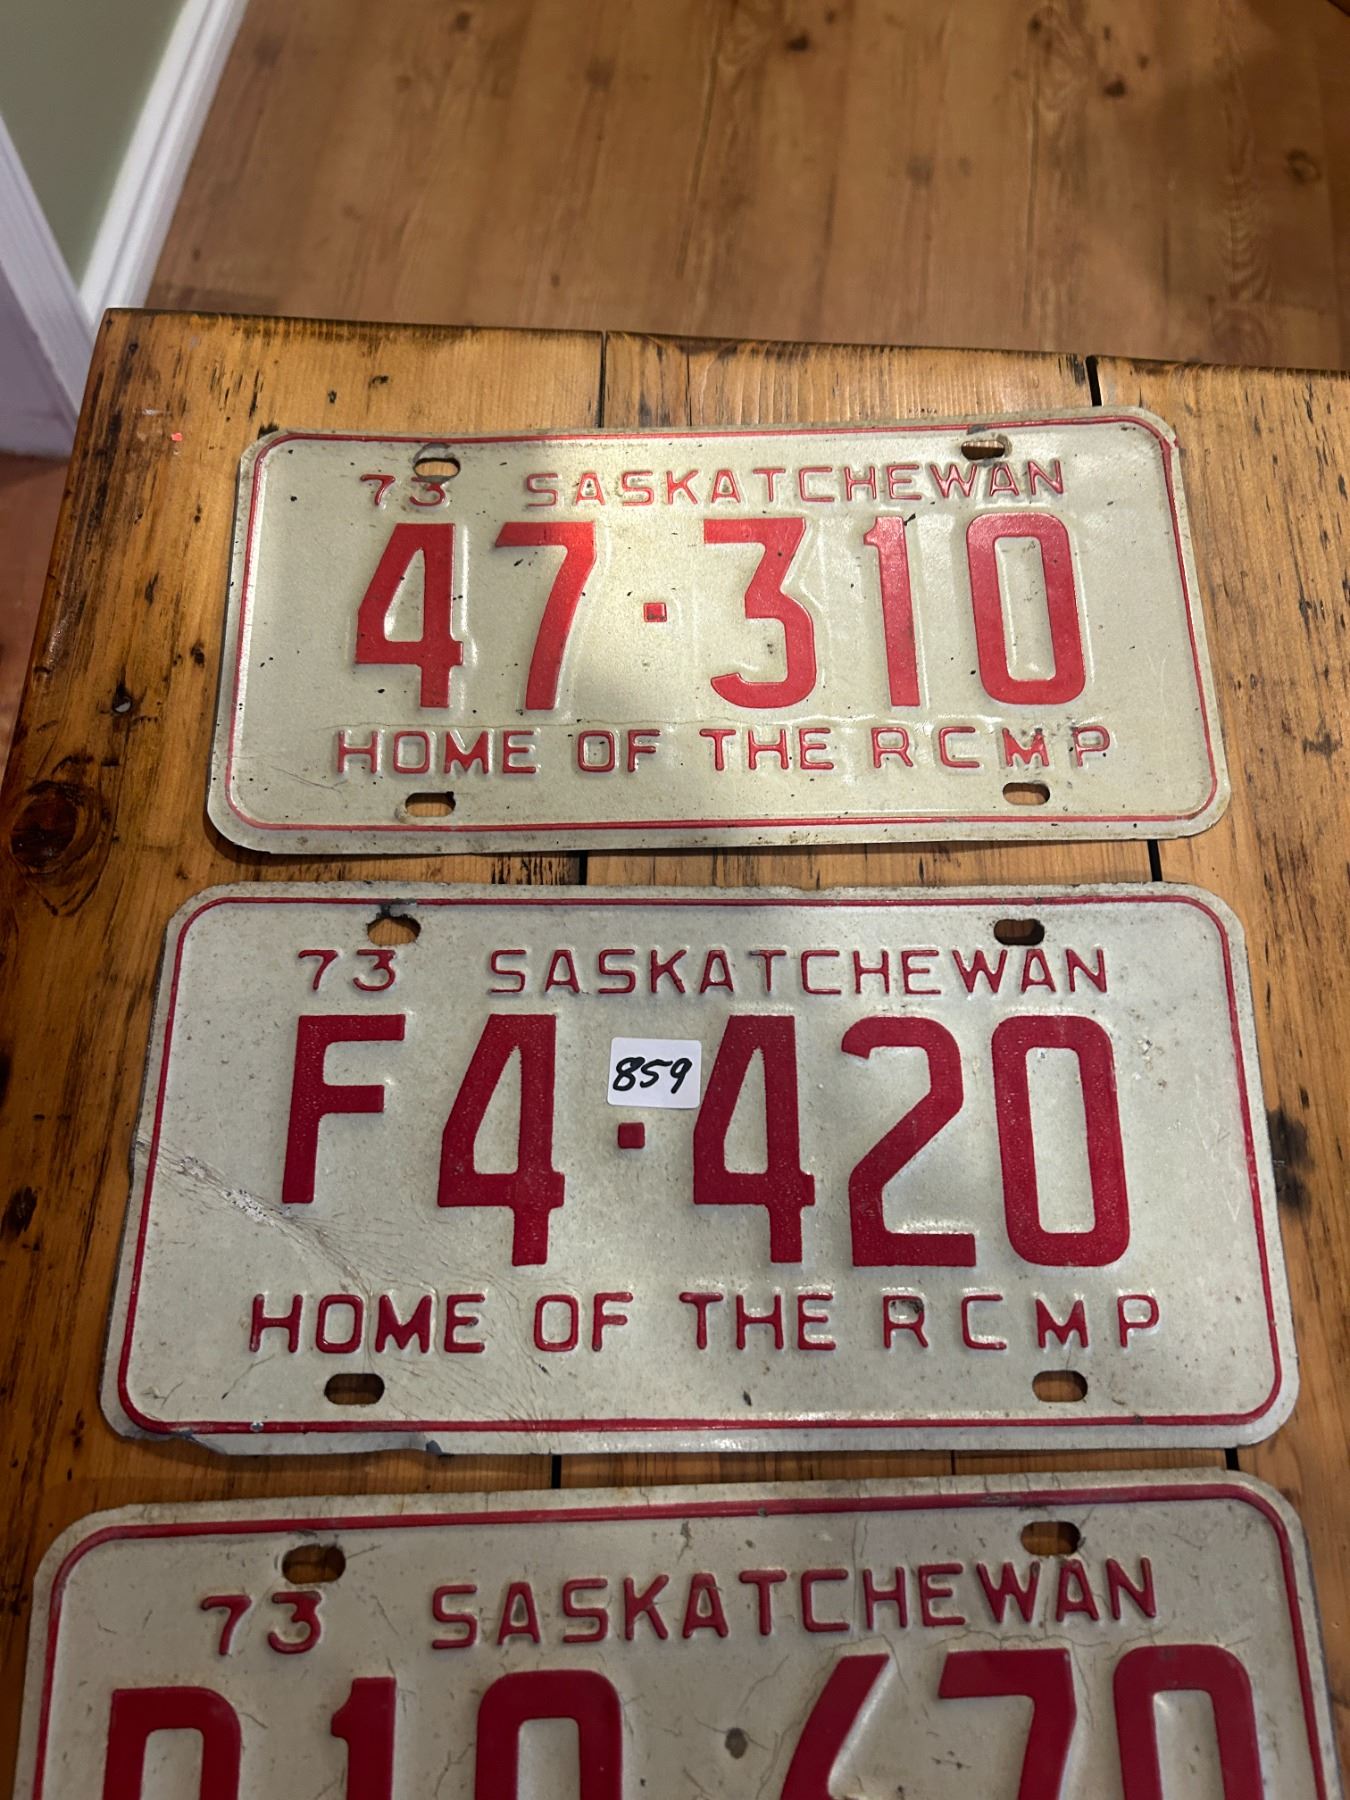 73 SASKATCHEWAN
47·310
HOME OF THE RCMP
73 SASKATCHEWAN
859
F4·420
HOME OF THE RCMP
73 SASKATCHEWAN